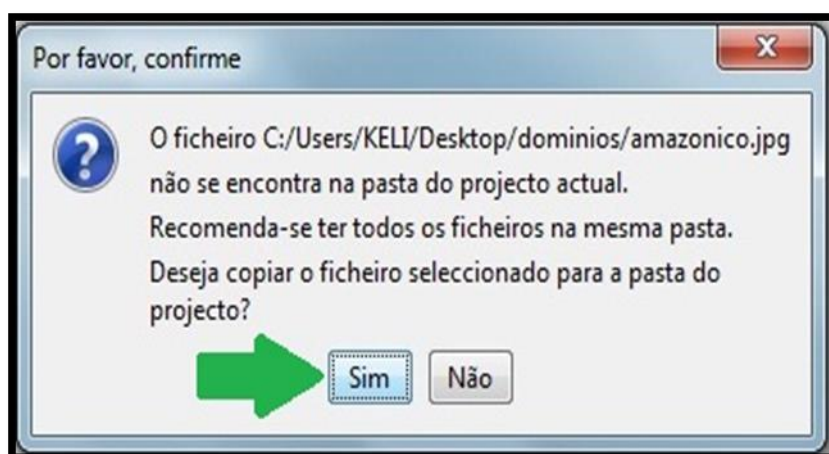 Por favor, confirme
O ficheiro C:/Users/KELI/Desktop/dominios/amazonico.jpg
não se encontra na pasta do projecto actual.
Recomenda-se ter todos os ficheiros na mesma pasta.
Deseja copiar o ficheiro seleccionado para a pasta do
projecto?
Sim Não